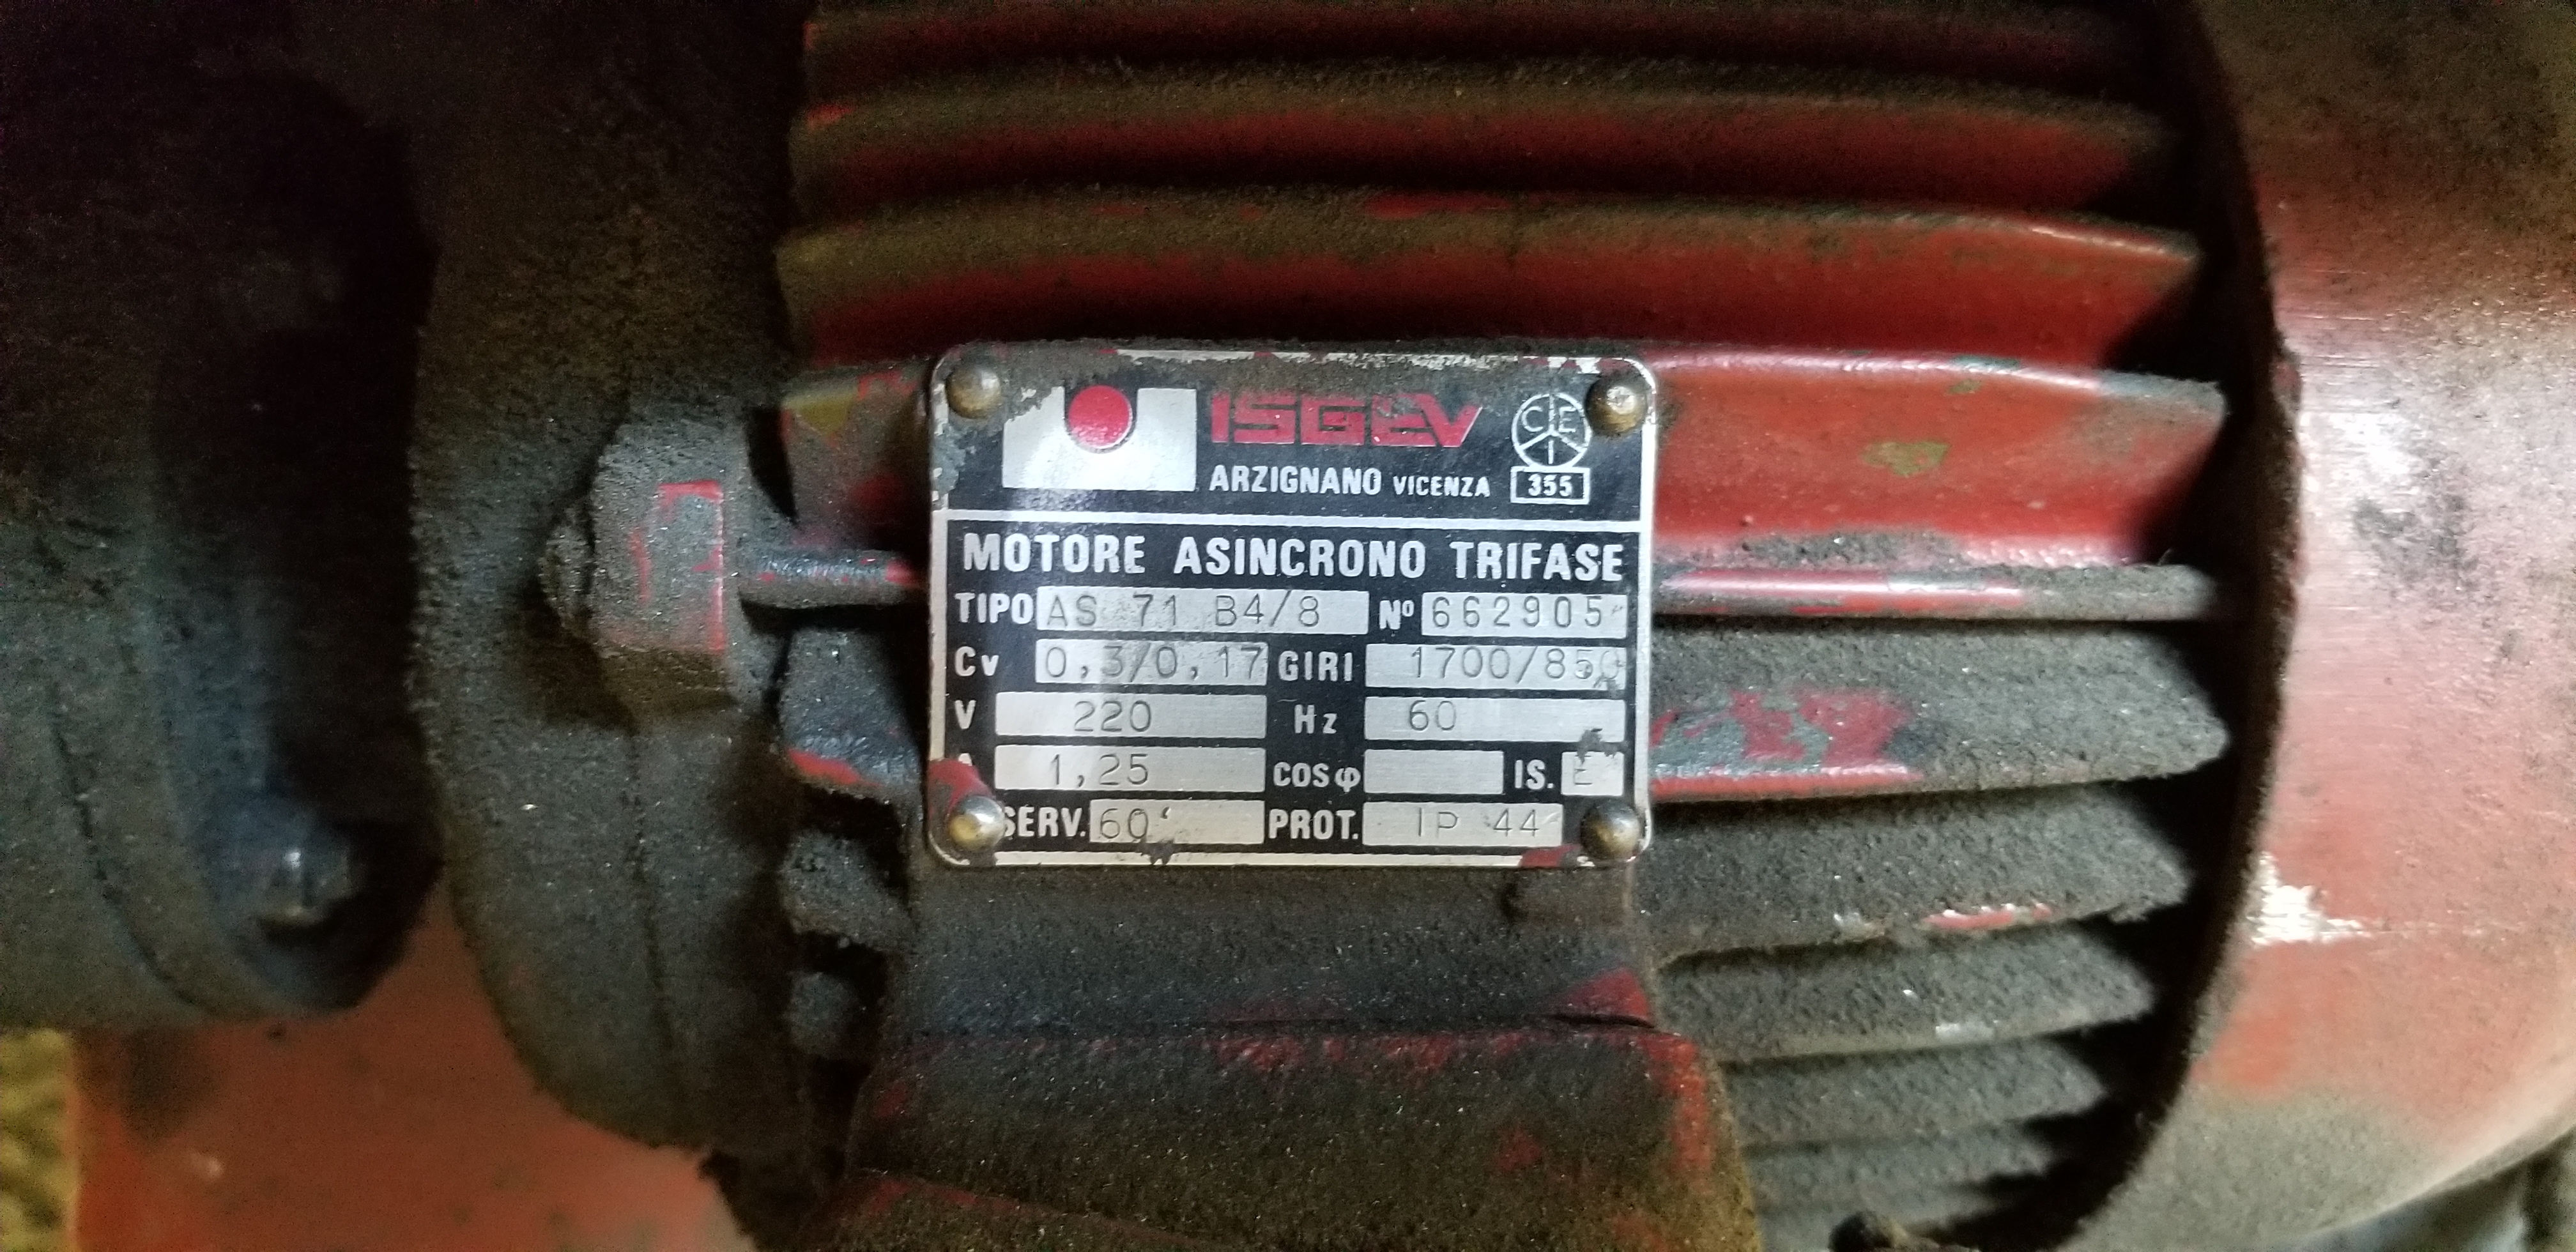 ISGEV
CEI
ARZIGNANO VICENZA 355
MOTORE ASINCRONO TRIFASE
TIPO AS 71 B4/8 Nº 662905
Cv 0,3/0,17 GIRI 1700/850
V 220 Hz 60
A 1,25 COSφ IS. E
SERV. 60' PROT. IP 44